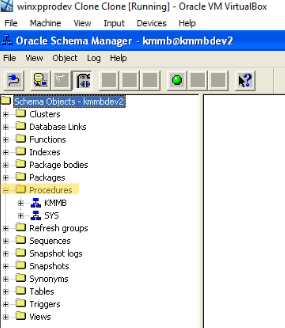 winxpprodev Clone Clone [Running] - Oracle VM VirtualBox
File Machine View Input Devices Help
Oracle Schema Manager - kmmb@kmmbdev2
File View Object Log Help
Schema Objects - kmmbdev2
Clusters
Database Links
Functions
Indexes
Package bodies
Packages
Procedures
KMMB
SYS
Refresh groups
Sequences
Snapshot logs
Snapshots
Synonyms
Tables
Triggers
Views